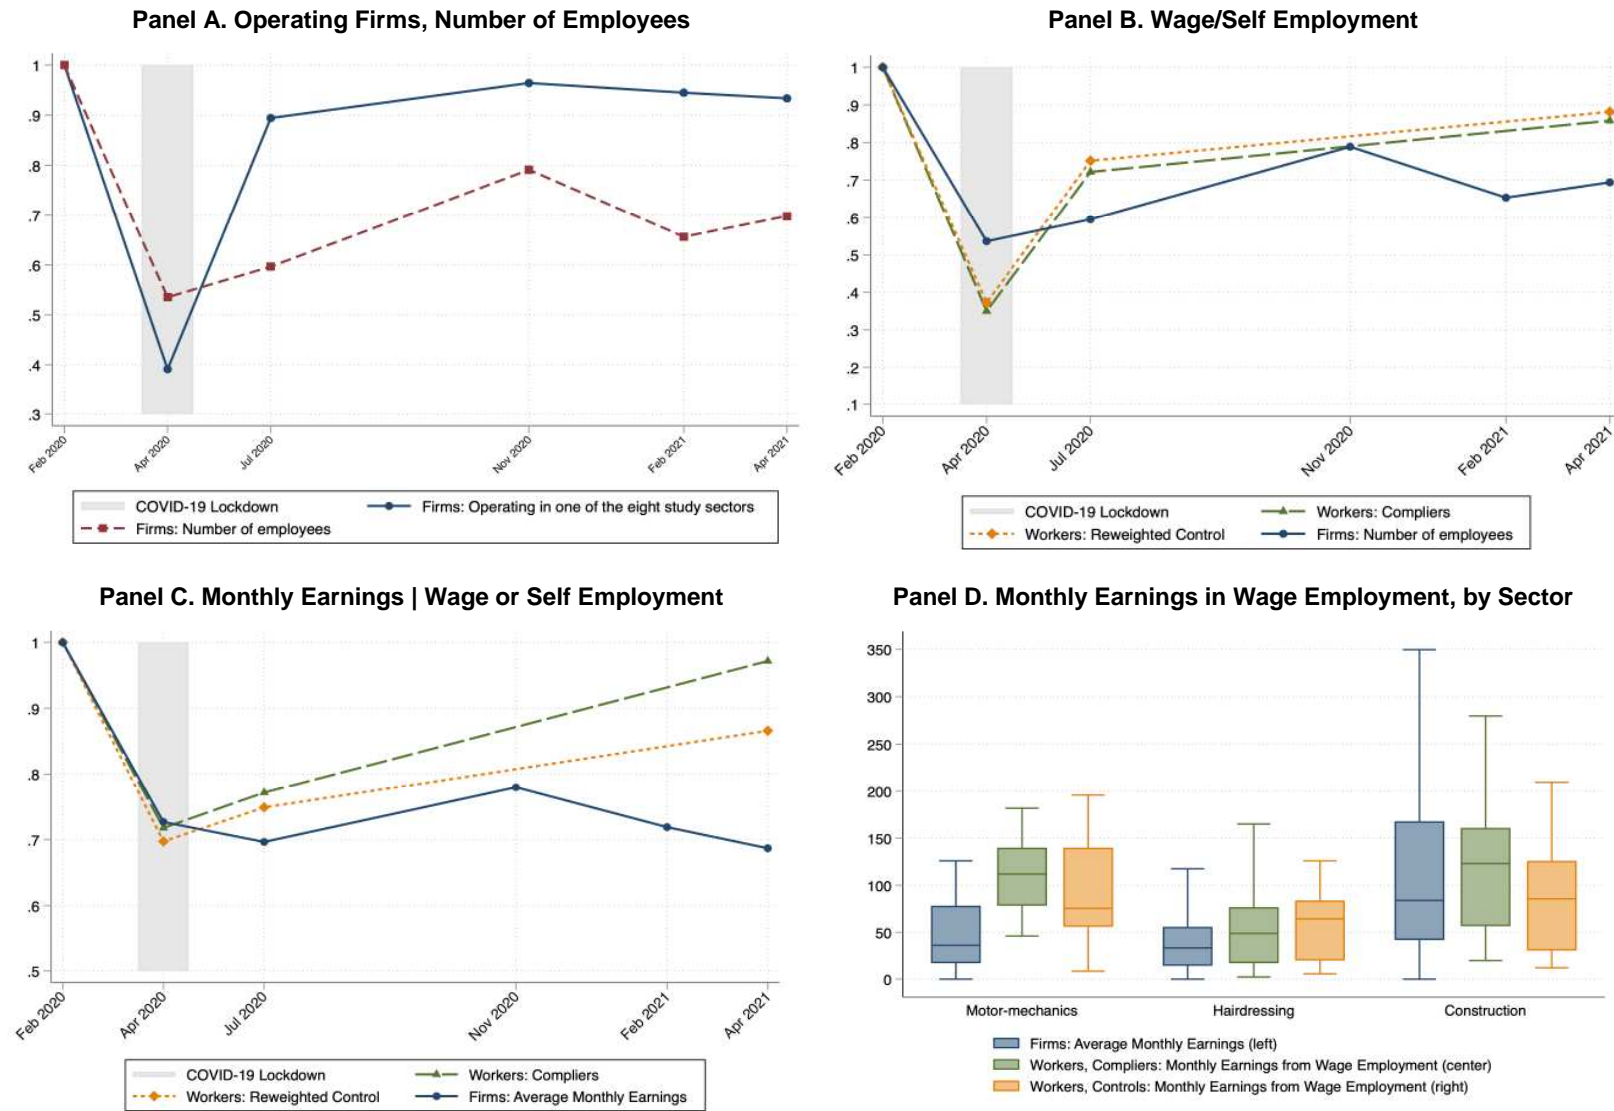 Panel A. Operating Firms, Number of Employees
1
.9
.8
.7
.6
.5
.4
.3
Feb 2020
Apr 2020
Jul 2020
Nov 2020
Feb 2021
Apr 2021
COVID-19 Lockdown
Firms: Operating in one of the eight study sectors
Firms: Number of employees
Panel B. Wage/Self Employment
1
.9
.8
.7
.6
.5
.4
.3
.2
.1
Feb 2020
Apr 2020
Jul 2020
Nov 2020
Feb 2021
Apr 2021
COVID-19 Lockdown
Workers: Compliers
Workers: Reweighted Control
Firms: Number of employees
Panel C. Monthly Earnings | Wage or Self Employment
1
.9
.8
.7
.6
.5
Feb 2020
Apr 2020
Jul 2020
Nov 2020
Feb 2021
Apr 2021
COVID-19 Lockdown
Workers: Compliers
Workers: Reweighted Control
Firms: Average Monthly Earnings
Panel D. Monthly Earnings in Wage Employment, by Sector
350
300
250
200
150
100
50
0
Motor-mechanics
Hairdressing
Construction
Firms: Average Monthly Earnings (left)
Workers, Compliers: Monthly Earnings from Wage Employment (center)
Workers, Controls: Monthly Earnings from Wage Employment (right)